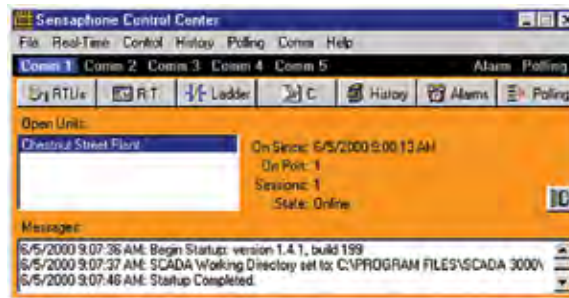 Sensaphone Control Center
File Real-Time Control History Polling Comm Help
Comm 1 Comm 2 Comm 3 Comm 4 Comm 5 Alarm Polling
RTUs RT Ladder C History Alarms Polling
Open Units:
Chestnut Street Plant
On Since: 6/5/2000 9:00:13 AM
On Port: 1
Sessions: 1
State: Online
Messages:
6/5/2000 9:07:36 AM: Begin Startup: version 1.4.1, build 199
6/5/2000 9:07:37 AM: SCADA Working Directory set to: C:\PROGRAM FILES\SCADA 3000\
6/5/2000 9:07:46 AM: Startup Completed.